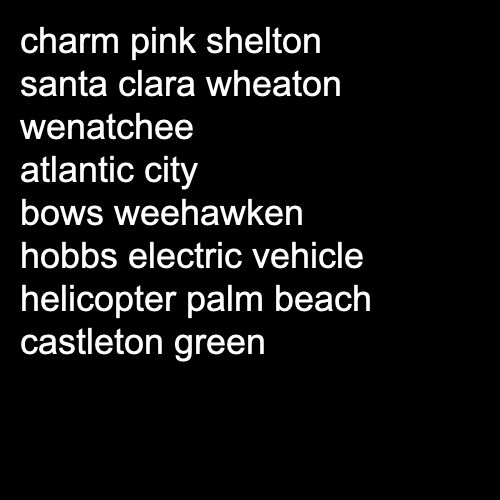 charm pink shelton
santa clara wheaton
wenatchee
atlantic city
bows weehawken
hobbs electric vehicle
helicopter palm beach
castleton green